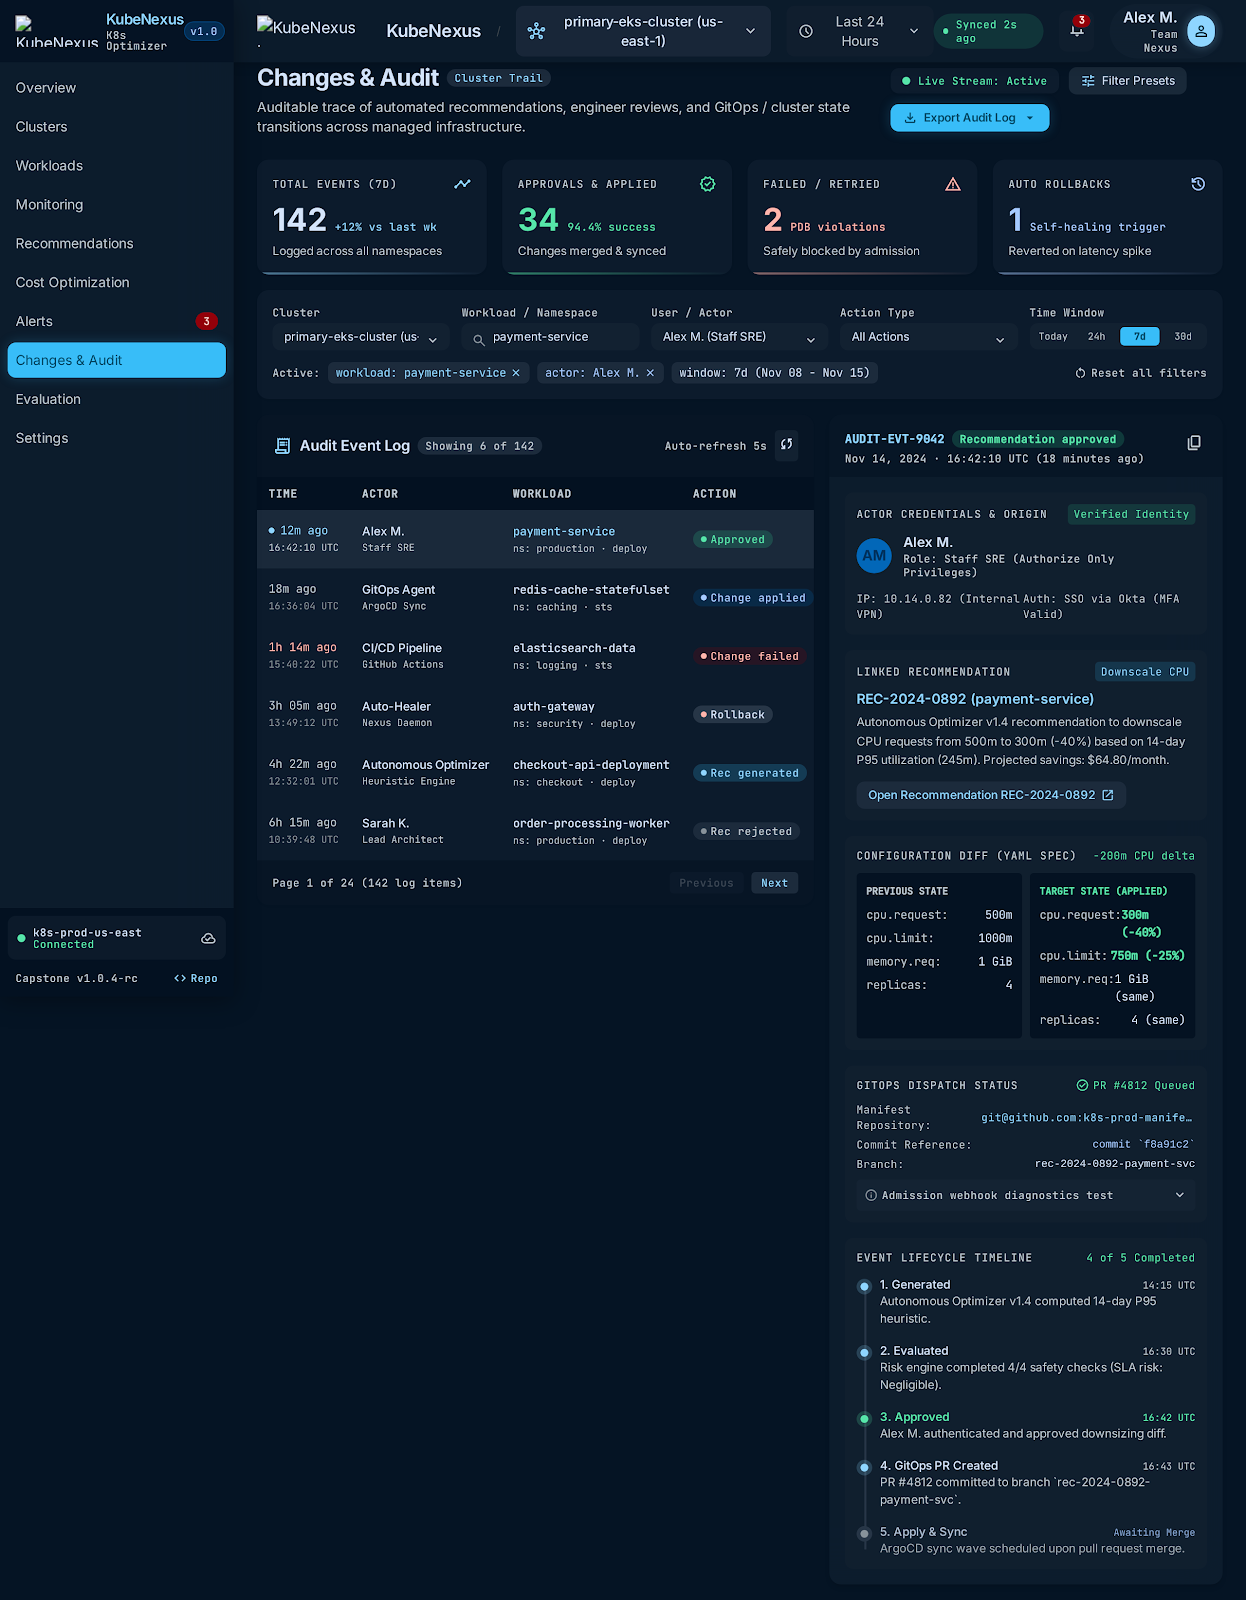 KubeNexus
KubeNexus
K8s
Optimizer
v1.0
Overview
Clusters
Workloads
Monitoring
Recommendations
Cost Optimization
Alerts
3
Changes & Audit
Evaluation
Settings
k8s-prod-us-east
Connected
Capstone v1.0.4-rc
<> Repo
KubeNexus
KubeNexus
/
primary-eks-cluster (us-
east-1)
Last 24
Hours
Synced 2s
ago
3
Alex M.
Team
Nexus
Changes & Audit
Cluster Trail
Auditable trace of automated recommendations, engineer reviews, and GitOps / cluster state
transitions across managed infrastructure.
Live Stream: Active
Filter Presets
Export Audit Log
TOTAL EVENTS (7D)
142 +12% vs last wk
Logged across all namespaces
APPROVALS & APPLIED
34 94.4% success
Changes merged & synced
FAILED / RETRIED
2 PDB violations
Safely blocked by admission
AUTO ROLLBACKS
1 Self-healing trigger
Reverted on latency spike
Cluster
primary-eks-cluster (us-
Workload / Namespace
payment-service
User / Actor
Alex M. (Staff SRE)
Action Type
All Actions
Time Window
Today 24h 7d 30d
Active: workload: payment-service × actor: Alex M. × window: 7d (Nov 08 - Nov 15)
Reset all filters
Audit Event Log
Showing 6 of 142
Auto-refresh 5s
TIME ACTOR WORKLOAD ACTION
12m ago Alex M. payment-service Approved
16:42:10 UTC Staff SRE ns: production · deploy
18m ago GitOps Agent redis-cache-statefulset Change applied
16:36:04 UTC ArgoCD Sync ns: caching · sts
1h 14m ago CI/CD Pipeline elasticsearch-data Change failed
15:40:22 UTC GitHub Actions ns: logging · sts
3h 05m ago Auto-Healer auth-gateway Rollback
13:49:12 UTC Nexus Daemon ns: security · deploy
4h 22m ago Autonomous Optimizer checkout-api-deployment Rec generated
12:32:01 UTC Heuristic Engine ns: checkout · deploy
6h 15m ago Sarah K. order-processing-worker Rec rejected
10:39:48 UTC Lead Architect ns: production · deploy
Page 1 of 24 (142 log items)
Previous
Next
AUDIT-EVT-9042 Recommendation approved
Nov 14, 2024 · 16:42:10 UTC (18 minutes ago)
ACTOR CREDENTIALS & ORIGIN
Verified Identity
AM
Alex M.
Role: Staff SRE (Authorize Only
Privileges)
IP: 10.14.0.82 (Internal
VPN)
Auth: SSO via Okta (MFA
Valid)
LINKED RECOMMENDATION
Downscale CPU
REC-2024-0892 (payment-service)
Autonomous Optimizer v1.4 recommendation to downscale
CPU requests from 500m to 300m (-40%) based on 14-day
P95 utilization (245m). Projected savings: $64.80/month.
Open Recommendation REC-2024-0892
CONFIGURATION DIFF (YAML SPEC)
-200m CPU delta
PREVIOUS STATE
cpu.request: 500m
cpu.limit: 1000m
memory.req: 1 GiB
replicas: 4
TARGET STATE (APPLIED)
cpu.request:300m
(-40%)
cpu.limit: 750m (-25%)
memory.req:1 GiB
(same)
replicas: 4 (same)
GITOPS DISPATCH STATUS
PR #4812 Queued
Manifest
Repository:
git@github.com:k8s-prod-manife…
Commit Reference: commit `f8a91c2`
Branch: rec-2024-0892-payment-svc
Admission webhook diagnostics test
EVENT LIFECYCLE TIMELINE
4 of 5 Completed
1. Generated 14:15 UTC
Autonomous Optimizer v1.4 computed 14-day P95
heuristic.
2. Evaluated 16:30 UTC
Risk engine completed 4/4 safety checks (SLA risk:
Negligible).
3. Approved 16:42 UTC
Alex M. authenticated and approved downsizing diff.
4. GitOps PR Created 16:43 UTC
PR #4812 committed to branch `rec-2024-0892-
payment-svc`.
5. Apply & Sync Awaiting Merge
ArgoCD sync wave scheduled upon pull request merge.